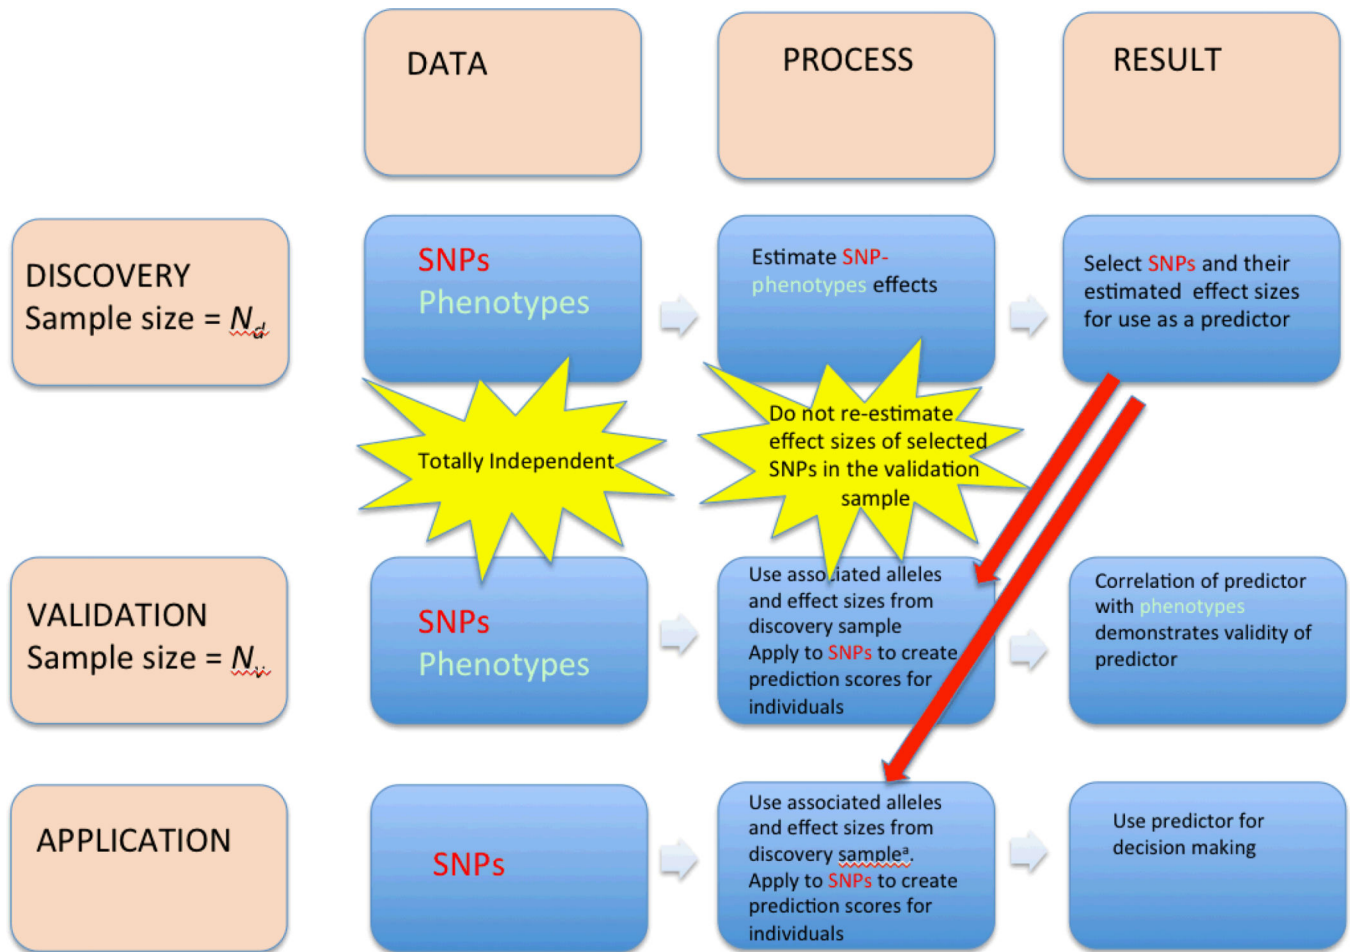 DATA
PROCESS
RESULT
DISCOVERY
Sample size = N_d
SNPs
Phenotypes
Estimate SNP-
phenotypes effects
Select SNPs and their
estimated effect sizes
for use as a predictor
Totally Independent
Do not re-estimate
effect sizes of selected
SNPs in the validation
sample
VALIDATION
Sample size = N_v
SNPs
Phenotypes
Use associated alleles
and effect sizes from
discovery sample
Apply to SNPs to create
prediction scores for
individuals
Correlation of predictor
with phenotypes
demonstrates validity of
predictor
APPLICATION
SNPs
Use associated alleles
and effect sizes from
discovery sampleᵃ.
Apply to SNPs to create
prediction scores for
individuals
Use predictor for
decision making